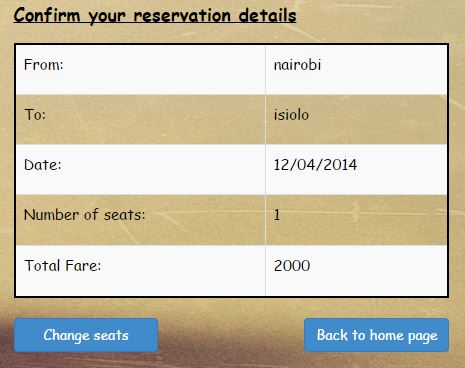 Confirm your reservation details
From: nairobi
To: isiolo
Date: 12/04/2014
Number of seats: 1
Total Fare: 2000
Change seats Back to home page